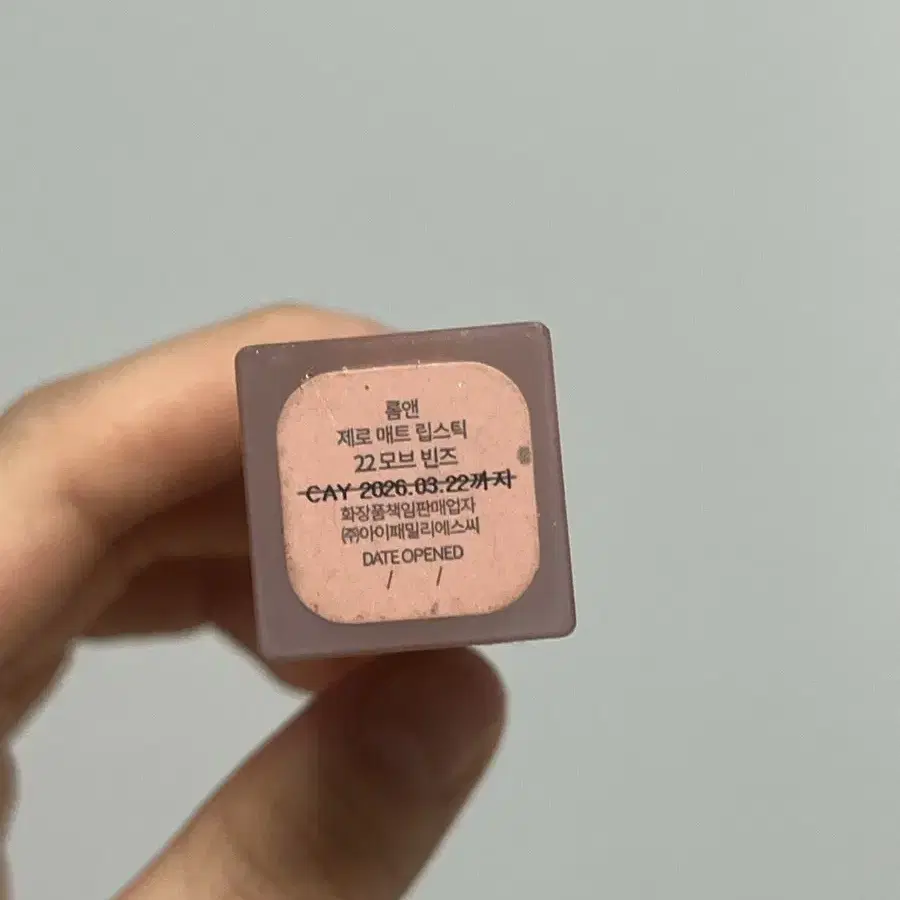 롬앤
제로 매트 립스틱
22 모브 빈즈
CAY 2026.03.22까지
화장품책임판매업자
㈜아이패밀리에스씨
DATE OPENED
/ /